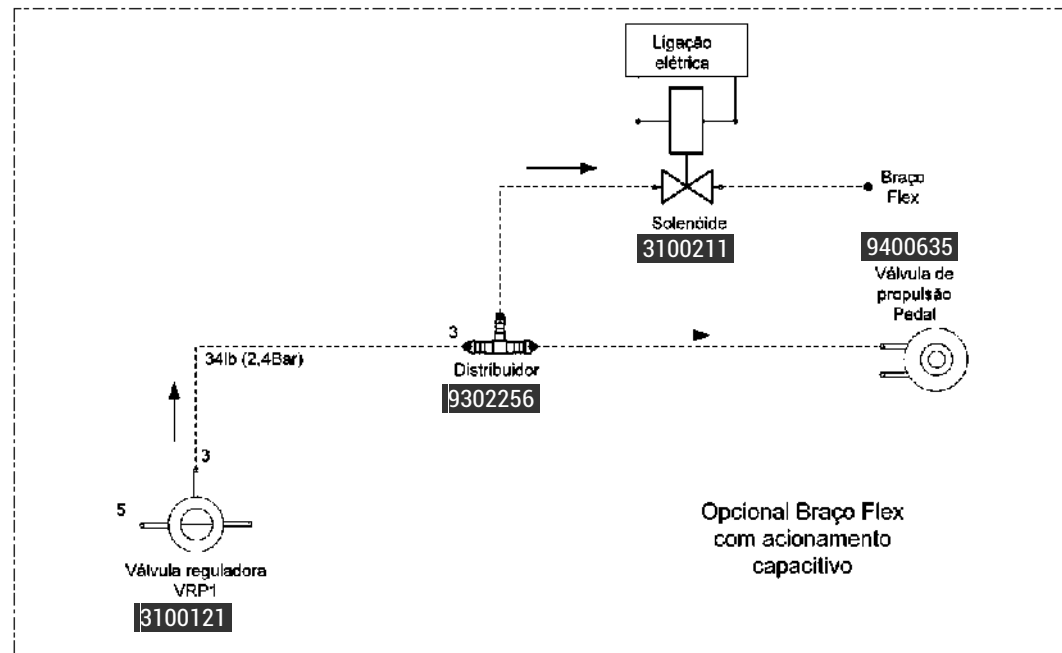 Ligação
elétrica
Braço
Flex
Solenóide
3100211
9400635
Válvula de
propulsão
Pedal
3
34lb (2,4Bar)
Distribuidor
9302256
3
5
Opcional Braço Flex
com acionamento
capacitivo
Válvula reguladora
VRP1
3100121